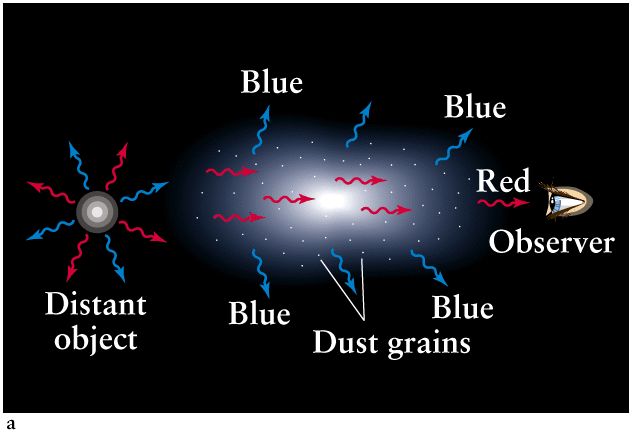 Blue
Blue
Red
Observer
Distant
object
Blue
Blue
Dust grains
a